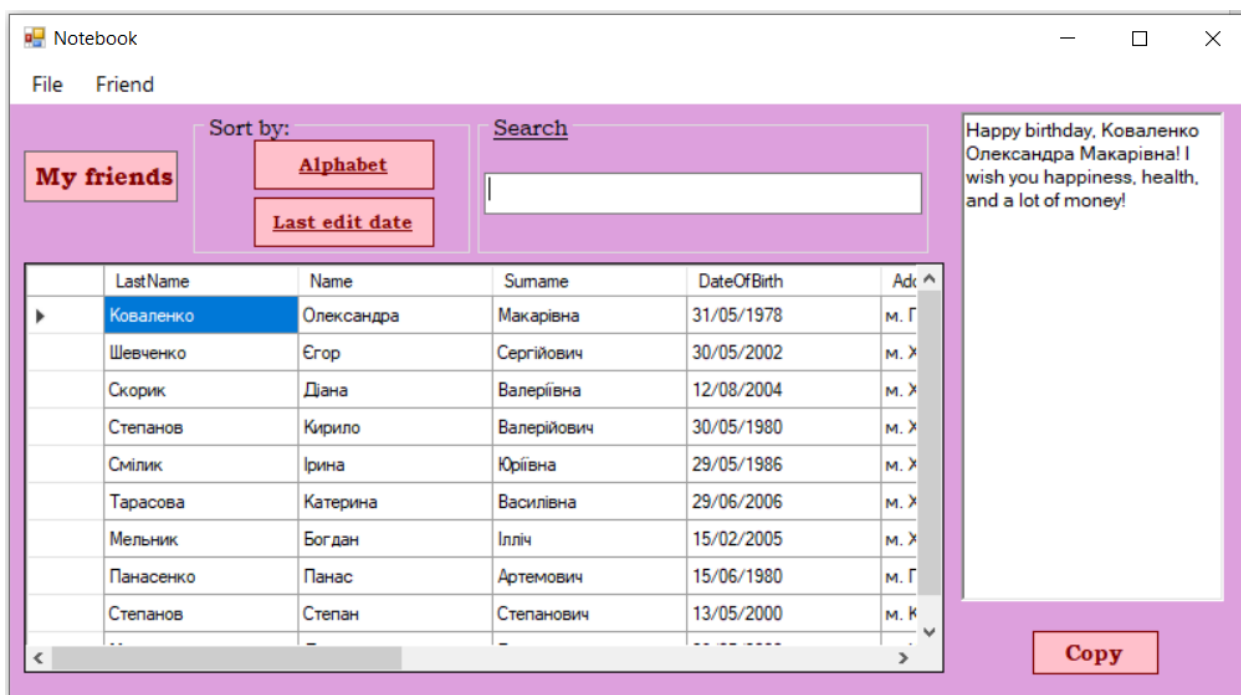 Notebook
File Friend
Sort by:
Search
My friends
Alphabet
Last edit date
LastName Name Surname DateOfBirth
Коваленко Олександра Макарівна 31/05/1978 м.
Шевченко Єгор Сергійович 30/05/2002 м.
Скорик Діана Валеріївна 12/08/2004 м.
Степанов Кирило Валерійович 30/05/1980 м.
Смілик Ірина Юріївна 29/05/1986 м.
Тарасова Катерина Василівна 29/06/2006 м.
Мельник Богдан Ілліч 15/02/2005 м.
Панасенко Панас Артемович 15/06/1980 м.
Степанов Степан Степанович 13/05/2000 м.
Happy birthday, Коваленко
Олександра Макарівна! I
wish you happiness, health,
and a lot of money!
Copy